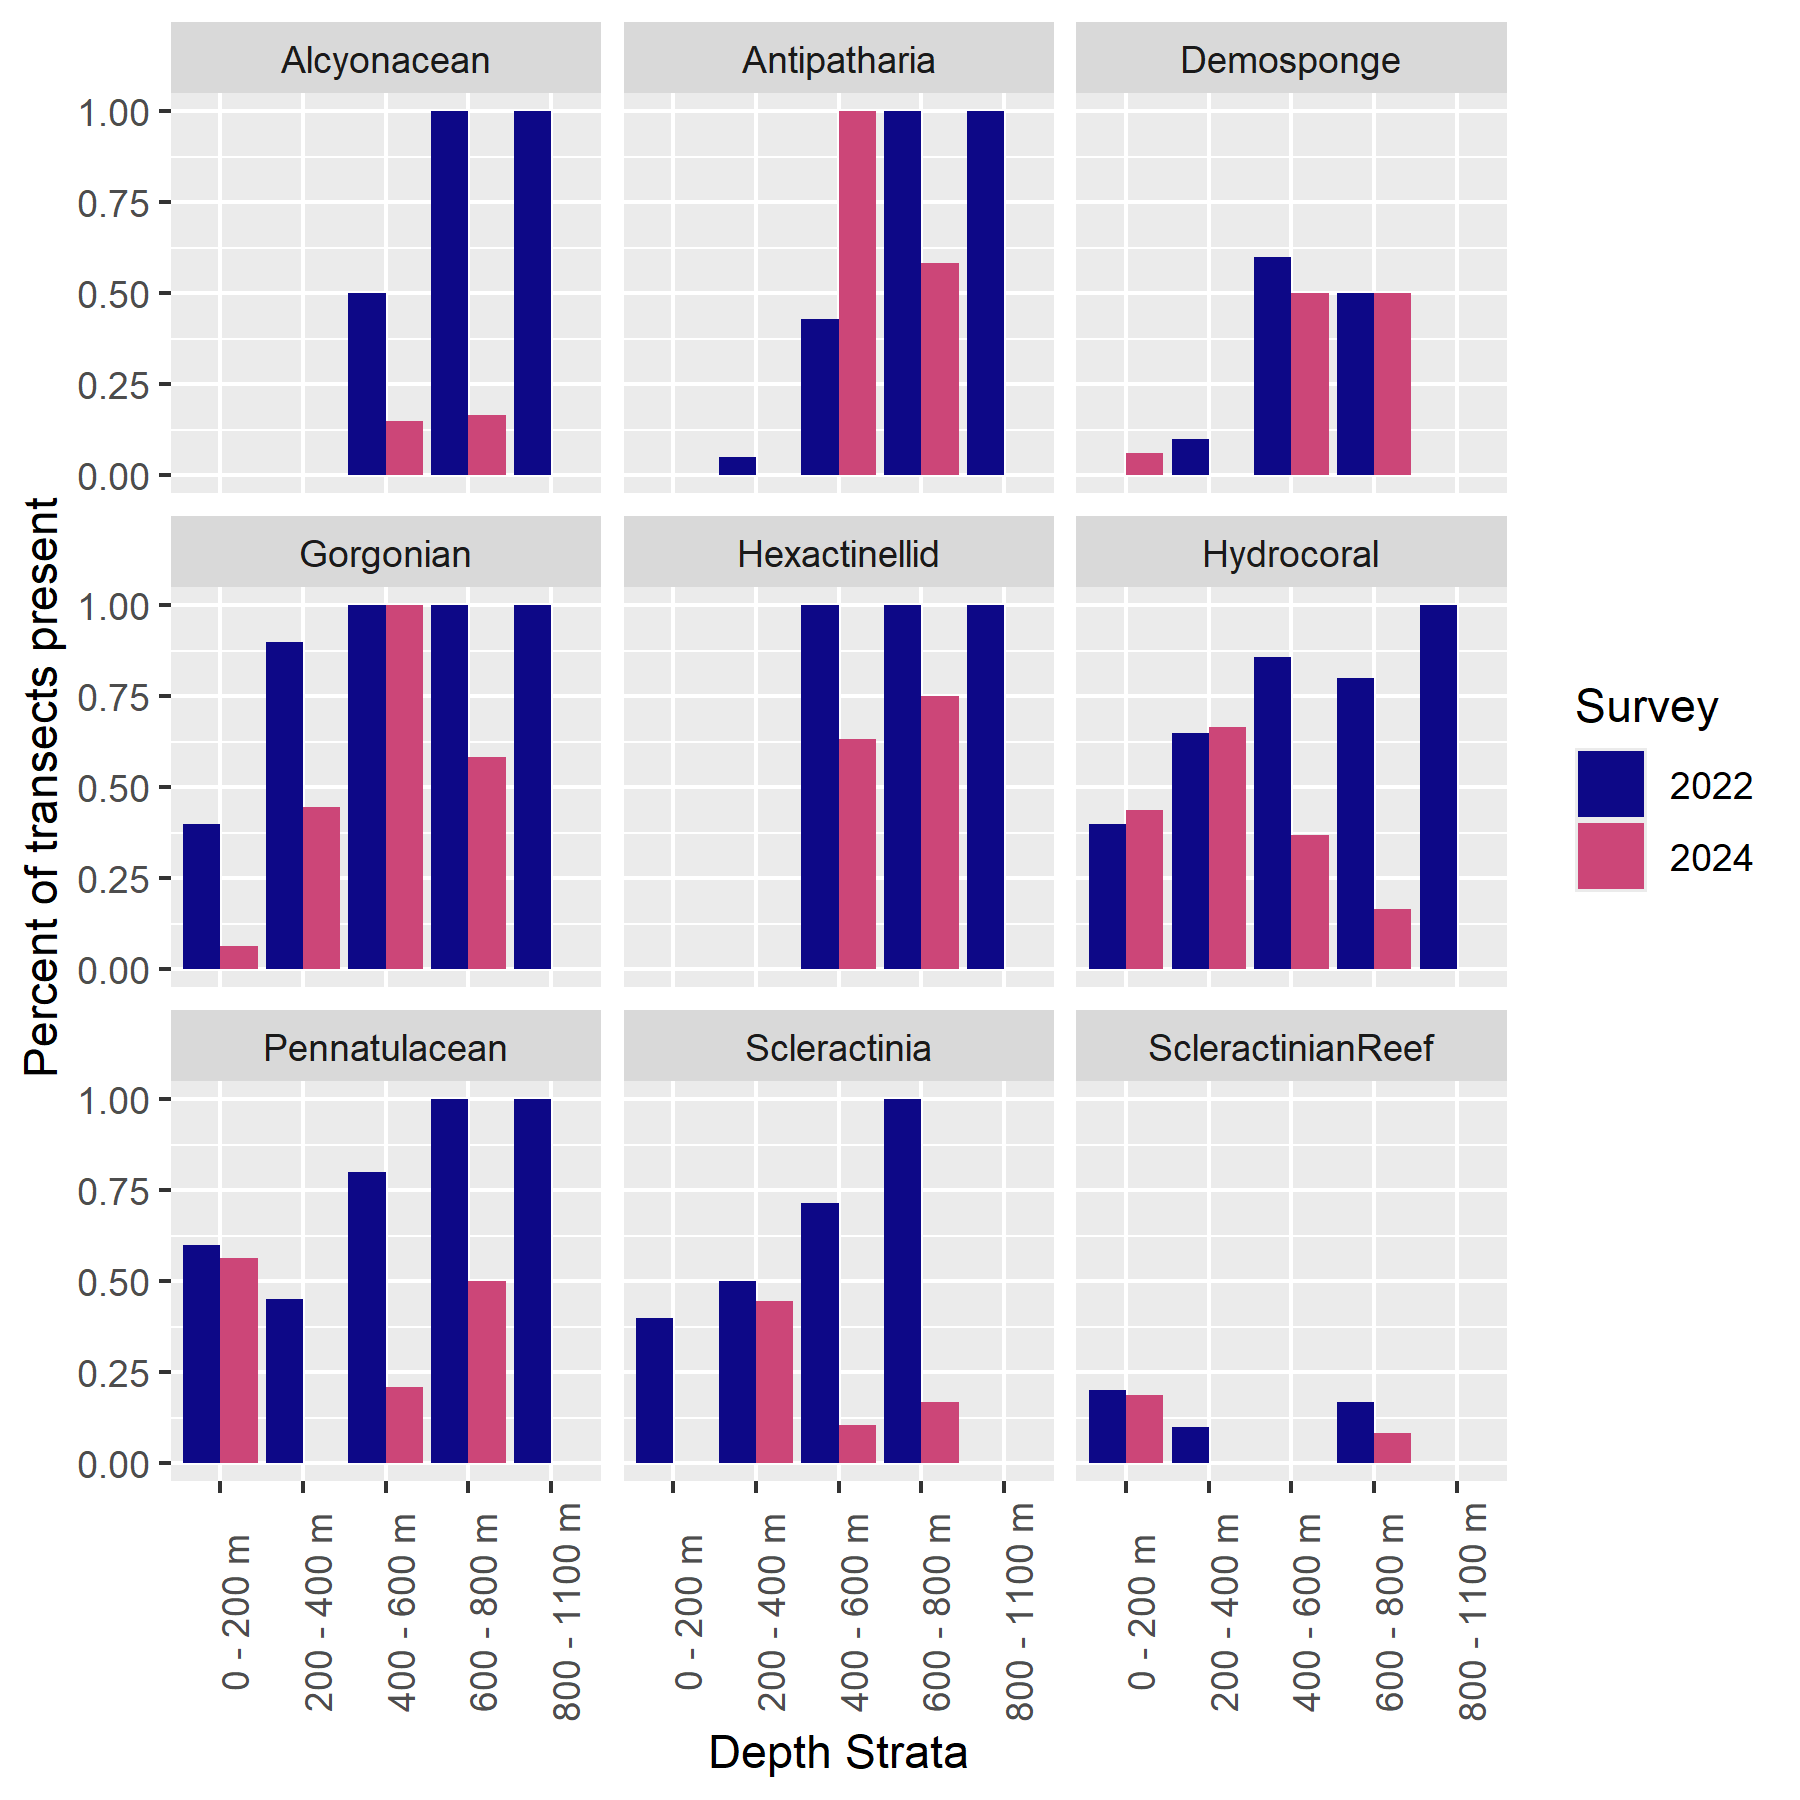 Alcyonacean
Antipatharia
Demosponge
1.00
0.75
0.50
0.25
0.00
Gorgonian
Hexactinellid
Hydrocoral
1.00
0.75
0.50
0.25
0.00
Pennatulacean
Scleractinia
ScleractinianReef
1.00
0.75
0.50
0.25
0.00
0 - 200 m
200 - 400 m
400 - 600 m
600 - 800 m
800 - 1100 m
0 - 200 m
200 - 400 m
400 - 600 m
600 - 800 m
800 - 1100 m
0 - 200 m
200 - 400 m
400 - 600 m
600 - 800 m
800 - 1100 m
Depth Strata
Percent of transects present
Survey
2022
2024